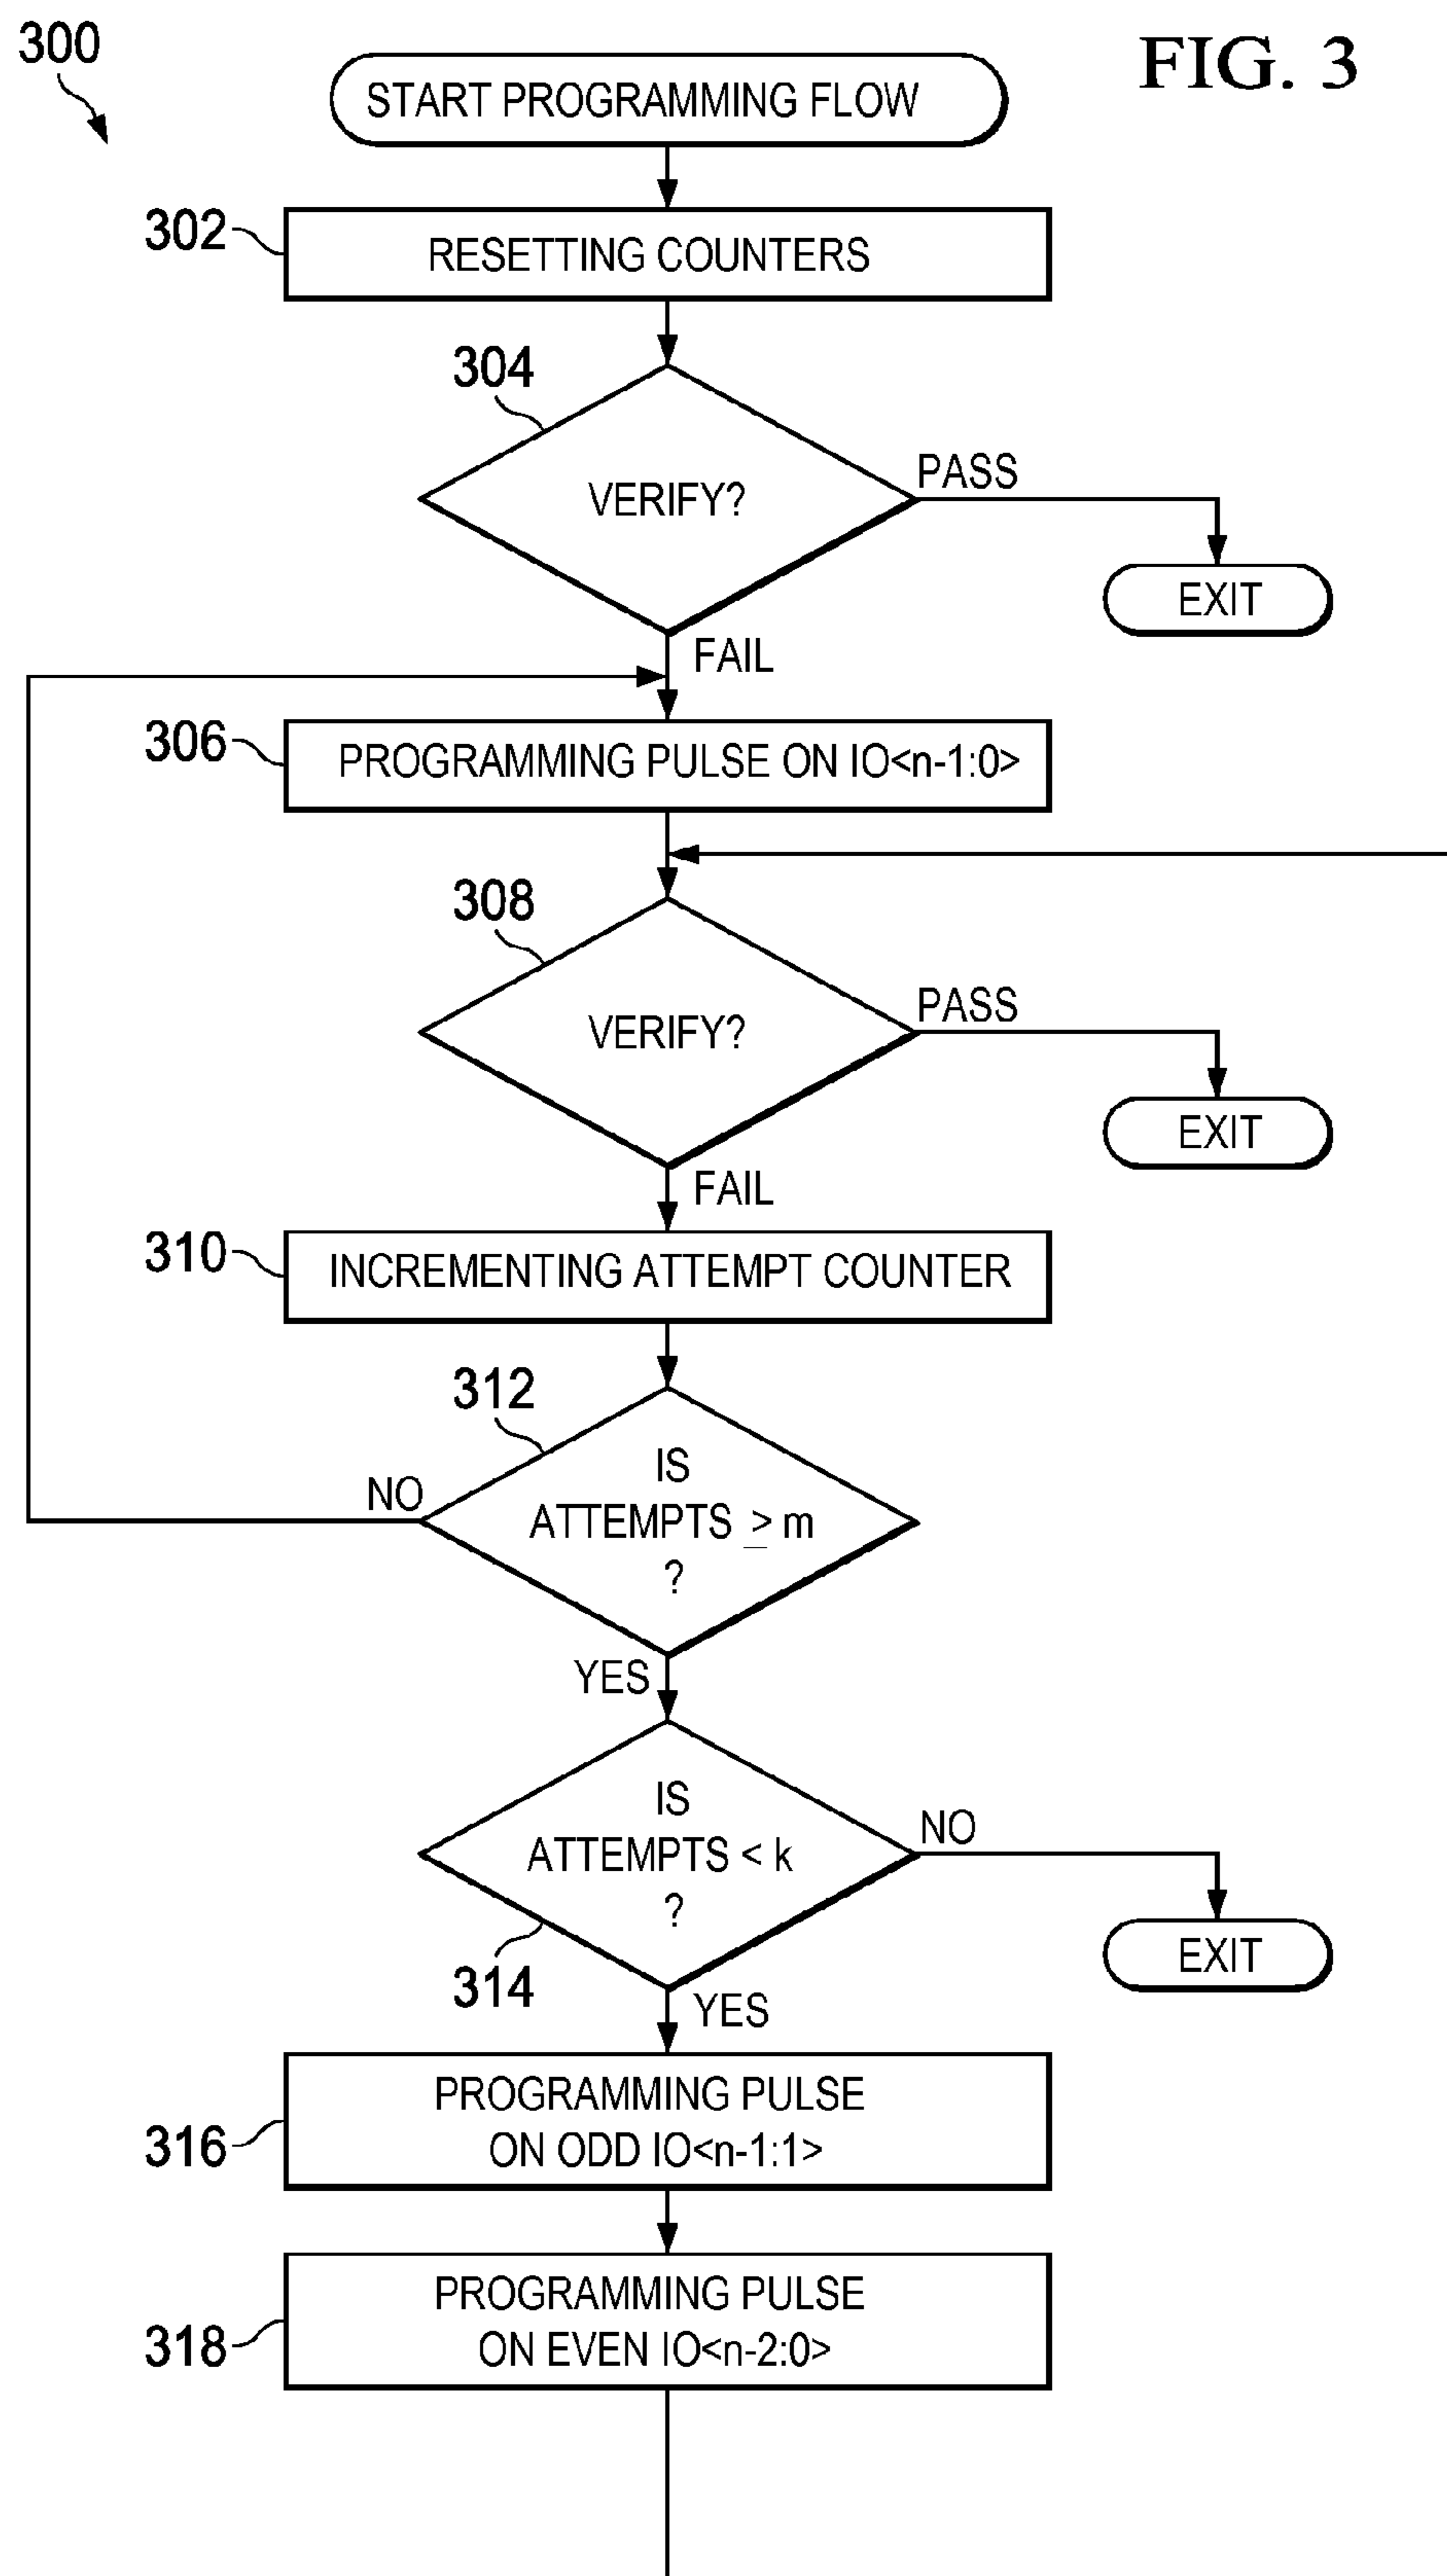 300
FIG. 3
START PROGRAMMING FLOW
302
RESETTING COUNTERS
304
VERIFY?
PASS
EXIT
FAIL
306
PROGRAMMING PULSE ON IO<n-1:0>
308
VERIFY?
PASS
EXIT
FAIL
310
INCREMENTING ATTEMPT COUNTER
312
IS
ATTEMPTS ≥ m
?
NO
YES
IS
ATTEMPTS < k
?
NO
EXIT
314
YES
316
PROGRAMMING PULSE
ON ODD IO<n-1:1>
318
PROGRAMMING PULSE
ON EVEN IO<n-2:0>